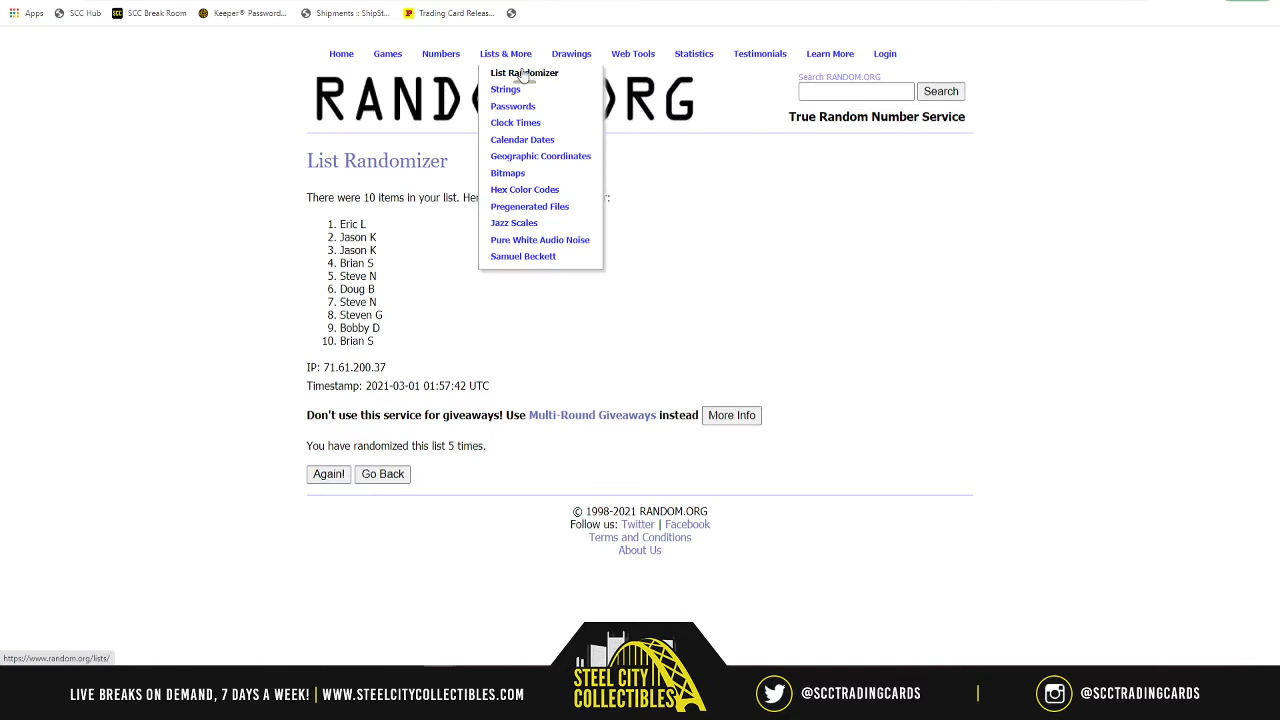 Apps SCC Hub SCC SCC Break Room Keeper® Password... Shipments :: ShipSt... Trading Card Releas...
Home Games Numbers Lists & More Drawings Web Tools Statistics Testimonials Learn More Login
List Randomizer
Strings
Passwords
Clock Times
Calendar Dates
Geographic Coordinates
Bitmaps
Hex Color Codes
Pregenerated Files
Jazz Scales
Pure White Audio Noise
Samuel Beckett
Search RANDOM.ORG
Search
True Random Number Service
List Randomizer
There were 10 items in your list.
1. Eric L
2. Jason K
3. Jason K
4. Brian S
5. Steve N
6. Doug B
7. Steve N
8. Steven G
9. Bobby D
10. Brian S
IP: 71.61.200.37
Timestamp: 2021-03-01 01:57:42 UTC
Don't use this service for giveaways! Use Multi-Round Giveaways instead More Info
You have randomized this list 5 times.
Again! Go Back
© 1998-2021 RANDOM.ORG
Follow us: Twitter | Facebook
Terms and Conditions
About Us
https://www.random.org/lists/
LIVE BREAKS ON DEMAND, 7 DAYS A WEEK! | WWW.STEELCITYCOLLECTIBLES.COM
STEEL CITY
COLLECTIBLES
@SCCTRADINGCARDS | @SCCTRADINGCARDS